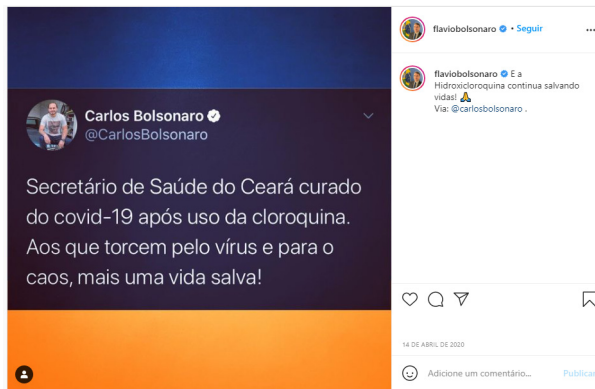 flaviobolsonaro • Seguir
...
Carlos Bolsonaro
@CarlosBolsonaro
Secretário de Saúde do Ceará curado
do covid-19 após uso da cloroquina.
Aos que torcem pelo vírus e para o
caos, mais uma vida salva!
flaviobolsonaro E a
Hidroxicloroquina continua salvando
vidas! 🙏
Via: @carlosbolsonaro .
14 DE ABRIL DE 2020
Adicione um comentário...
Publicar